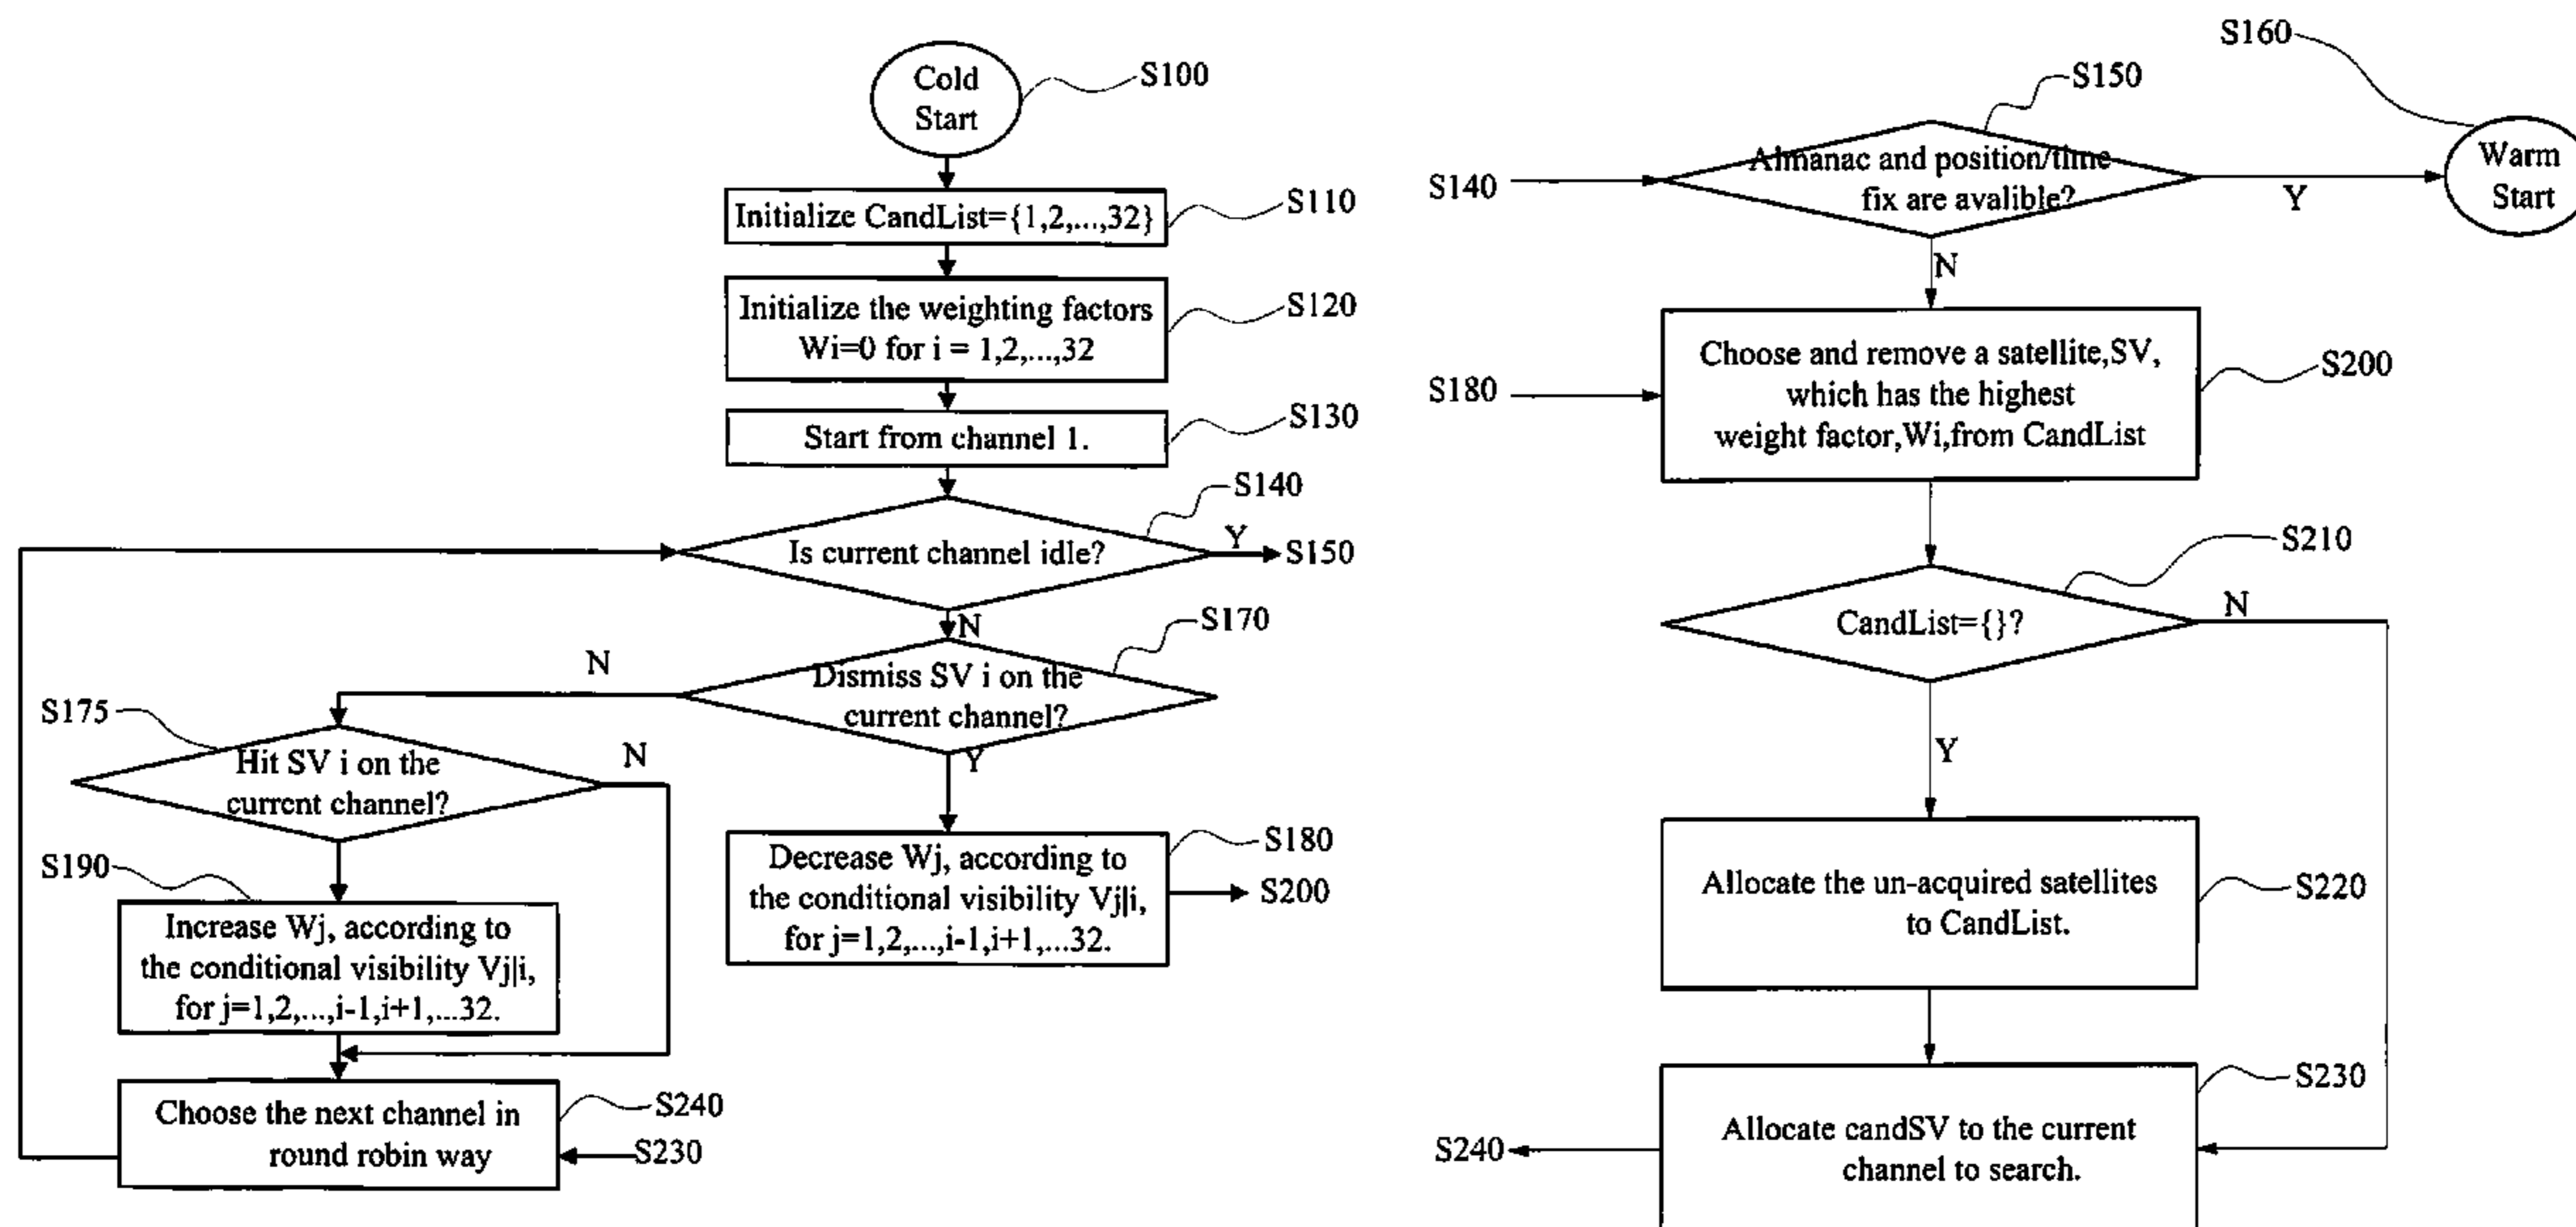 Cold
Start
S100
Initialize CandList={1,2,...,32}
S110
Initialize the weighting factors
Wi=0 for i = 1,2,...,32
S120
Start from channel 1.
S130
S140
Is current channel idle?
Y
S150
N
S170
Dismiss SV i on the
current channel?
N
Y
S175
Hit SV i on the
current channel?
N
S190
Increase Wj, according to
the conditional visibility Vj|i,
for j=1,2,...,i-1,i+1,...32.
S180
Decrease Wj, according to
the conditional visibility Vj|i,
for j=1,2,...,i-1,i+1,...32.
S200
Choose the next channel in
round robin way
S240
S230
S160
S150
S140
Almanac and position/time
fix are avalible?
Y
Warm
Start
N
S180
Choose and remove a satellite,SV,
which has the highest
weight factor,Wi,from CandList
S200
S210
CandList={}?
N
Y
Allocate the un-acquired satellites
to CandList.
S220
S230
Allocate candSV to the current
channel to search.
S240